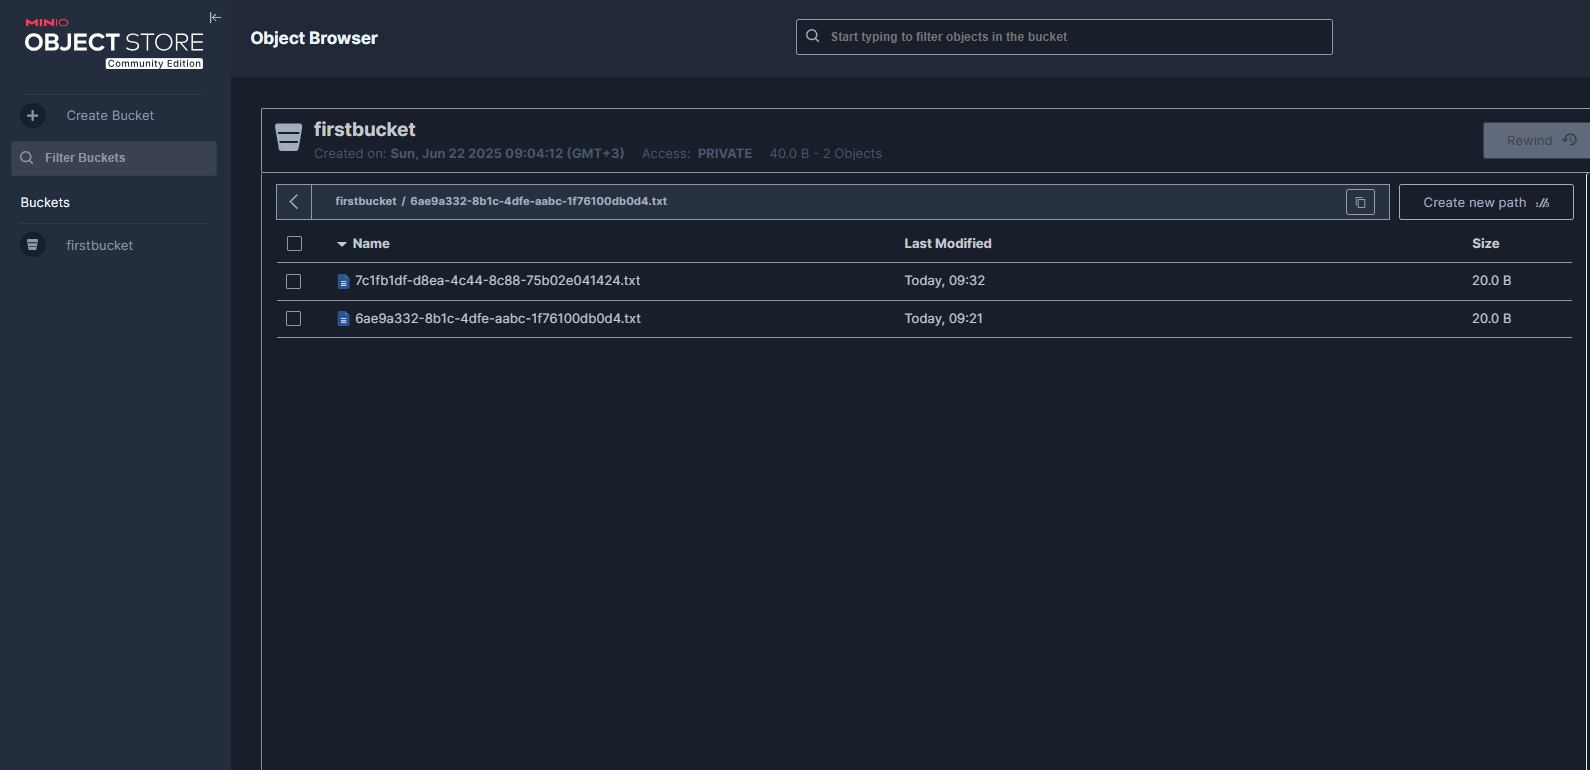 MINIO
OBJECT STORE
Community Edition
Create Bucket
Filter Buckets
Buckets
firstbucket
Object Browser
Start typing to filter objects in the bucket
firstbucket
Created on: Sun, Jun 22 2025 09:04:12 (GMT+3) Access: PRIVATE 40.0 B - 2 Objects
Rewind
firstbucket / 6ae9a332-8b1c-4dfe-aabc-1f76100db0d4.txt
Create new path
Name Last Modified Size
7c1fb1df-d8ea-4c44-8c88-75b02e041424.txt Today, 09:32 20.0 B
6ae9a332-8b1c-4dfe-aabc-1f76100db0d4.txt Today, 09:21 20.0 B